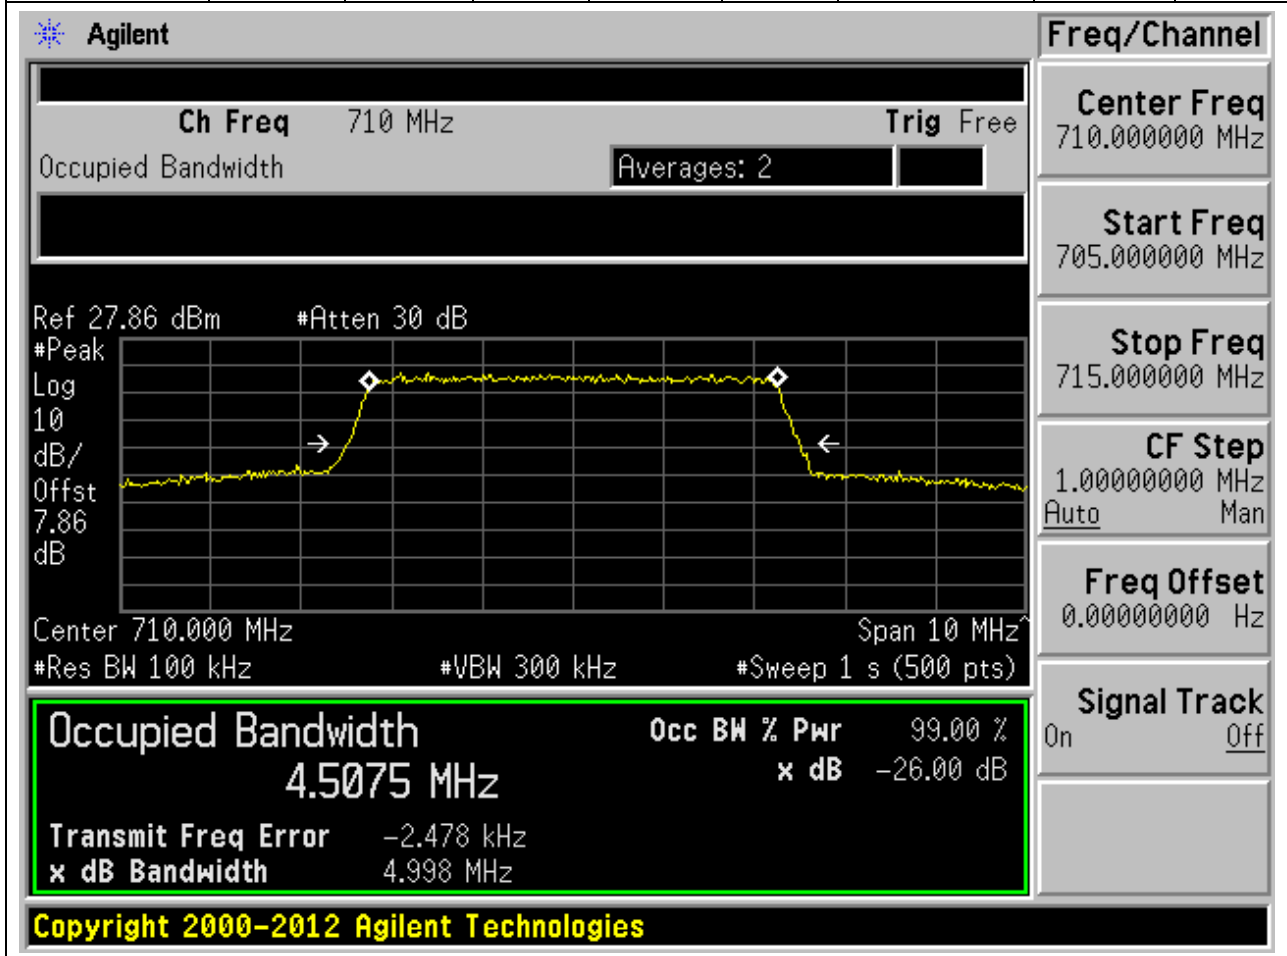 Agilent
Freq/Channel
Ch Freq 710 MHz Trig Free
Occupied Bandwidth Averages: 2
Center Freq
710.000000 MHz
Start Freq
705.000000 MHz
Stop Freq
715.000000 MHz
CF Step
1.00000000 MHz
Auto Man
Freq Offset
0.00000000 Hz
Signal Track
On Off
Ref 27.86 dBm #Atten 30 dB
#Peak
Log
10
dB/
Offst
7.86
dB
Center 710.000 MHz Span 10 MHz^
#Res BW 100 kHz #VBW 300 kHz #Sweep 1 s (500 pts)
Occupied Bandwidth
4.5075 MHz
Occ BW % Pwr 99.00 %
x dB -26.00 dB
Transmit Freq Error -2.478 kHz
x dB Bandwidth 4.998 MHz
Copyright 2000-2012 Agilent Technologies